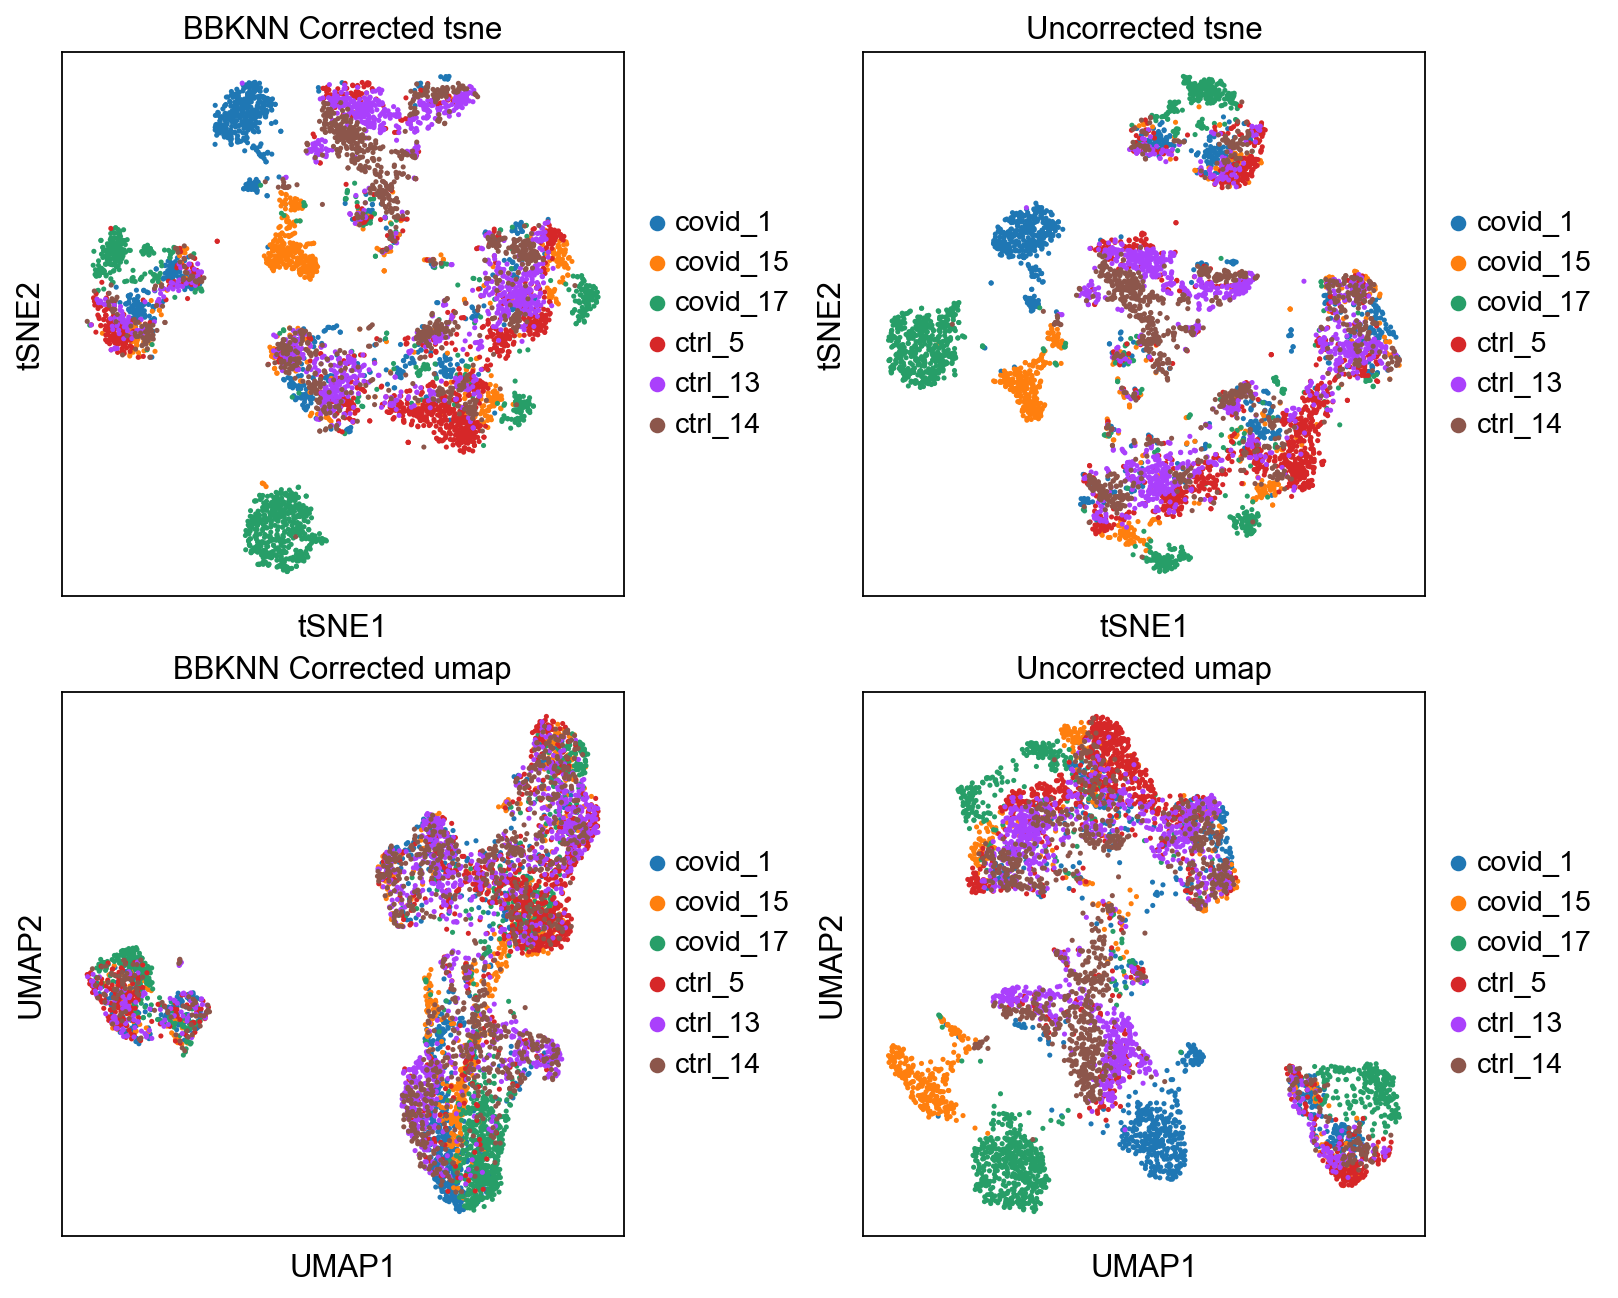 BBKNN Corrected tsne
tSNE2
tSNE1
covid_1
covid_15
covid_17
ctrl_5
ctrl_13
ctrl_14
Uncorrected tsne
tSNE2
tSNE1
covid_1
covid_15
covid_17
ctrl_5
ctrl_13
ctrl_14
BBKNN Corrected umap
UMAP2
UMAP1
covid_1
covid_15
covid_17
ctrl_5
ctrl_13
ctrl_14
Uncorrected umap
UMAP2
UMAP1
covid_1
covid_15
covid_17
ctrl_5
ctrl_13
ctrl_14